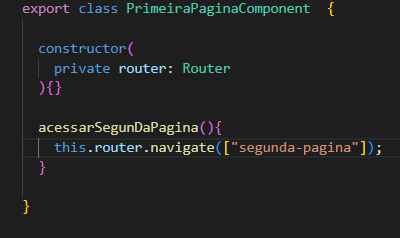 export class PrimeiraPaginaComponent  {
constructor(
private router: Router
){}
acessarSegunDaPagina(){
this.router.navigate(["segunda-pagina"]);
}
}